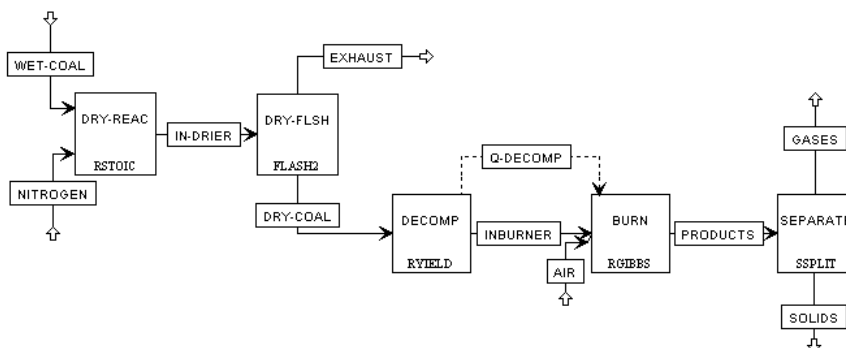 EXHAUST
WET-COAL
DRY-REAC
IN-DRIER
DRY-FLSH
RSTOIC
FLASH2
NITROGEN
Q-DECOMP
GASES
DRY-COAL
DECOMP
INBURNER
BURN
PRODUCTS
SEPARATE
RYIELD
AIR
RGIBBS
SSPLIT
SOLIDS